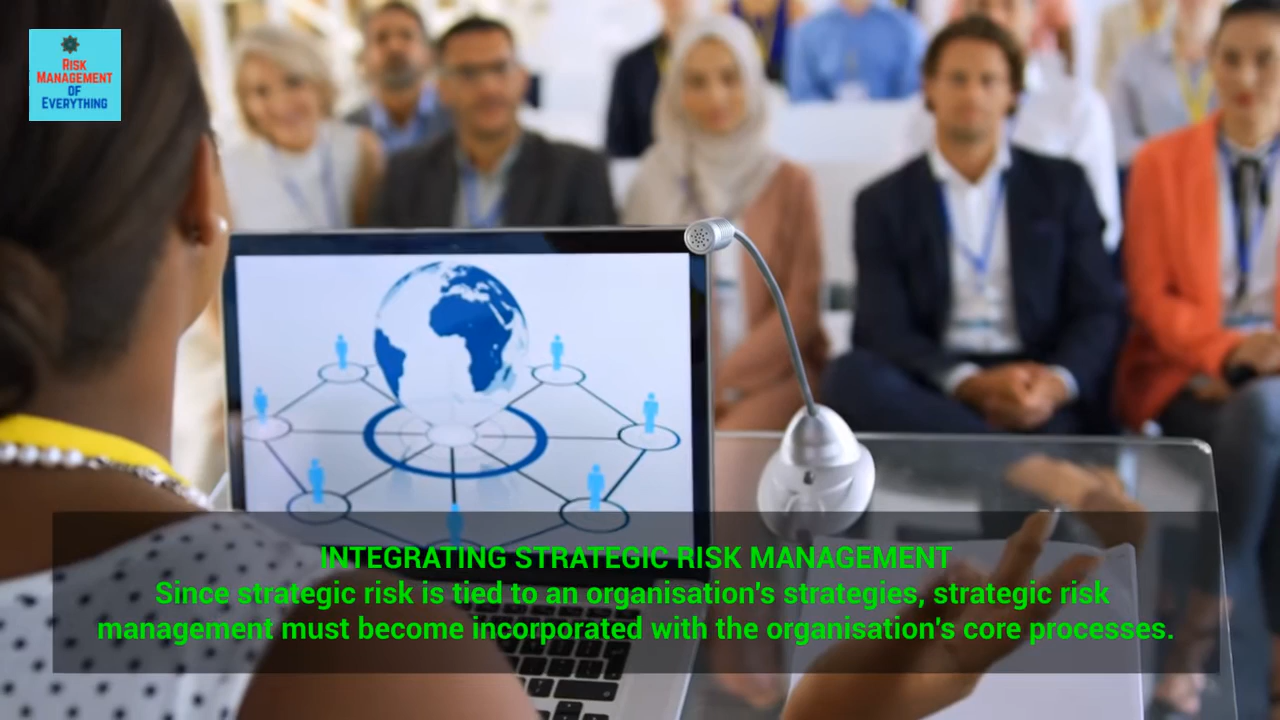 RISK
MANAGEMENT
OF
EVERYTHING
INTEGRATING STRATEGIC RISK MANAGEMENT
Since strategic risk is tied to an organisation's strategies, strategic risk
management must become incorporated with the organisation's core processes.